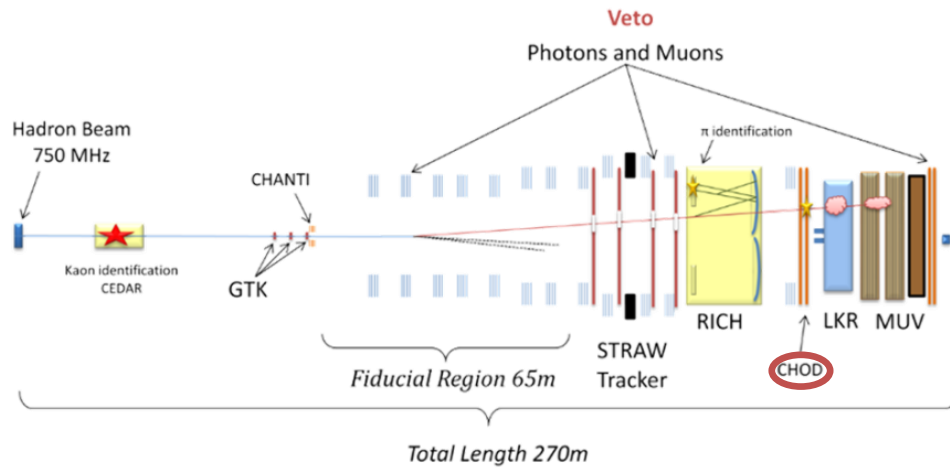 Veto
Photons and Muons
Hadron Beam
750 MHz
π identification
CHANTI
Kaon identification
CEDAR
GTK
RICH
LKR
MUV
STRAW
Tracker
CHOD
Fiducial Region 65m
Total Length 270m